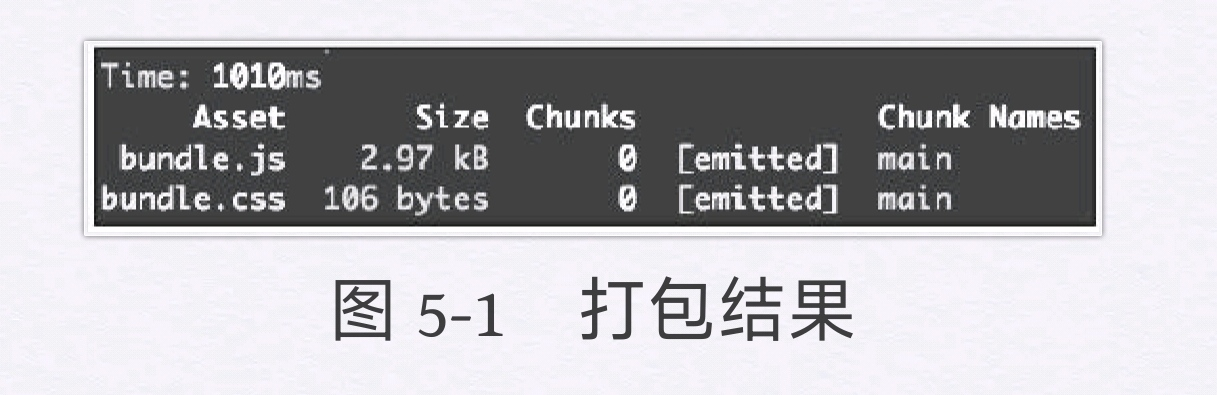 Time: 1010ms
Asset Size Chunks Chunk Names
bundle.js 2.97 kB 0 [emitted] main
bundle.css 106 bytes 0 [emitted] main
图 5-1 打包结果